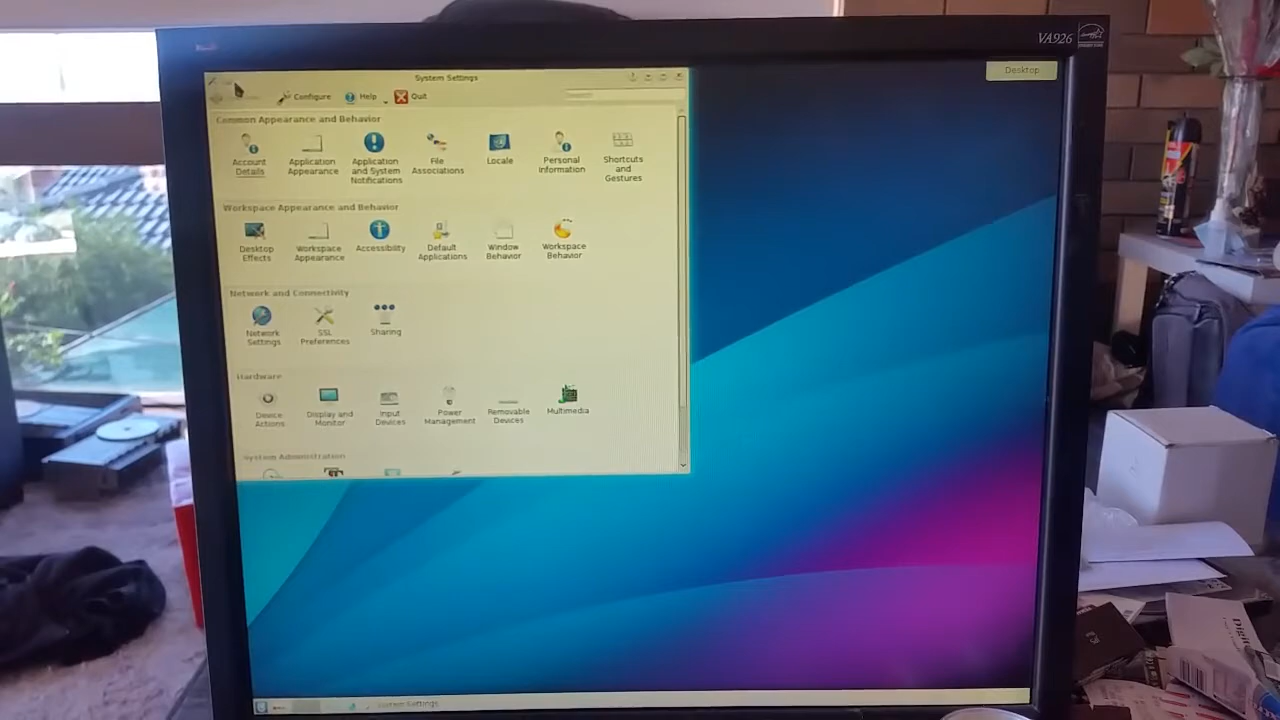 VA926
System Settings
Desktop
Configure
Help
Quit
Search
Common Appearance and Behavior
Account
Details
Application
Appearance
Application
and System
Notifications
File
Associations
Locale
Personal
Information
Shortcuts
and
Gestures
Workspace Appearance and Behavior
Desktop
Effects
Workspace
Appearance
Accessibility
Default
Applications
Window
Behavior
Workspace
Behavior
Network and Connectivity
Network
Settings
SSL
Preferences
Sharing
Hardware
Device
Actions
Display and
Monitor
Input
Devices
Power
Management
Removable
Devices
Multimedia
System Administration
System Settings